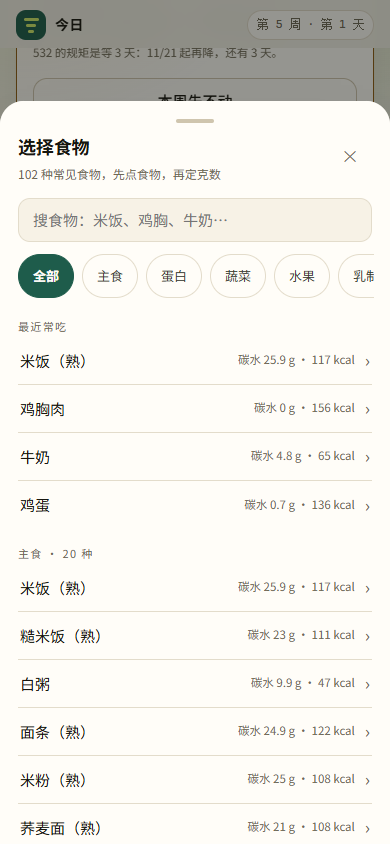 今日
第 5 周 · 第 1 天
532 的规矩是等 3 天：11/21 起再降，还有 3 天。
选择食物
102 种常见食物，先点食物，再定克数
搜食物：米饭、鸡胸、牛奶…
全部 主食 蛋白 蔬菜 水果
最近常吃
米饭（熟） 碳水 25.9 g · 117 kcal ›
鸡胸肉 碳水 0 g · 156 kcal ›
牛奶 碳水 4.8 g · 65 kcal ›
鸡蛋 碳水 0.7 g · 136 kcal ›
主食 · 20 种
米饭（熟） 碳水 25.9 g · 117 kcal ›
糙米饭（熟） 碳水 23 g · 111 kcal ›
白粥 碳水 9.9 g · 47 kcal ›
面条（熟） 碳水 24.9 g · 122 kcal ›
米粉（熟） 碳水 25 g · 108 kcal ›
荞麦面（熟） 碳水 21 g · 108 kcal ›